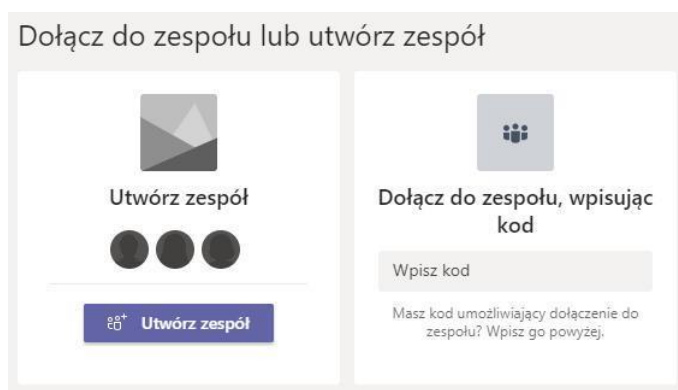 Dołącz do zespołu lub utwórz zespół
Utwórz zespół
Utwórz zespół
Dołącz do zespołu, wpisując
kod
Wpisz kod
Masz kod umożliwiający dołączenie do
zespołu? Wpisz go powyżej.